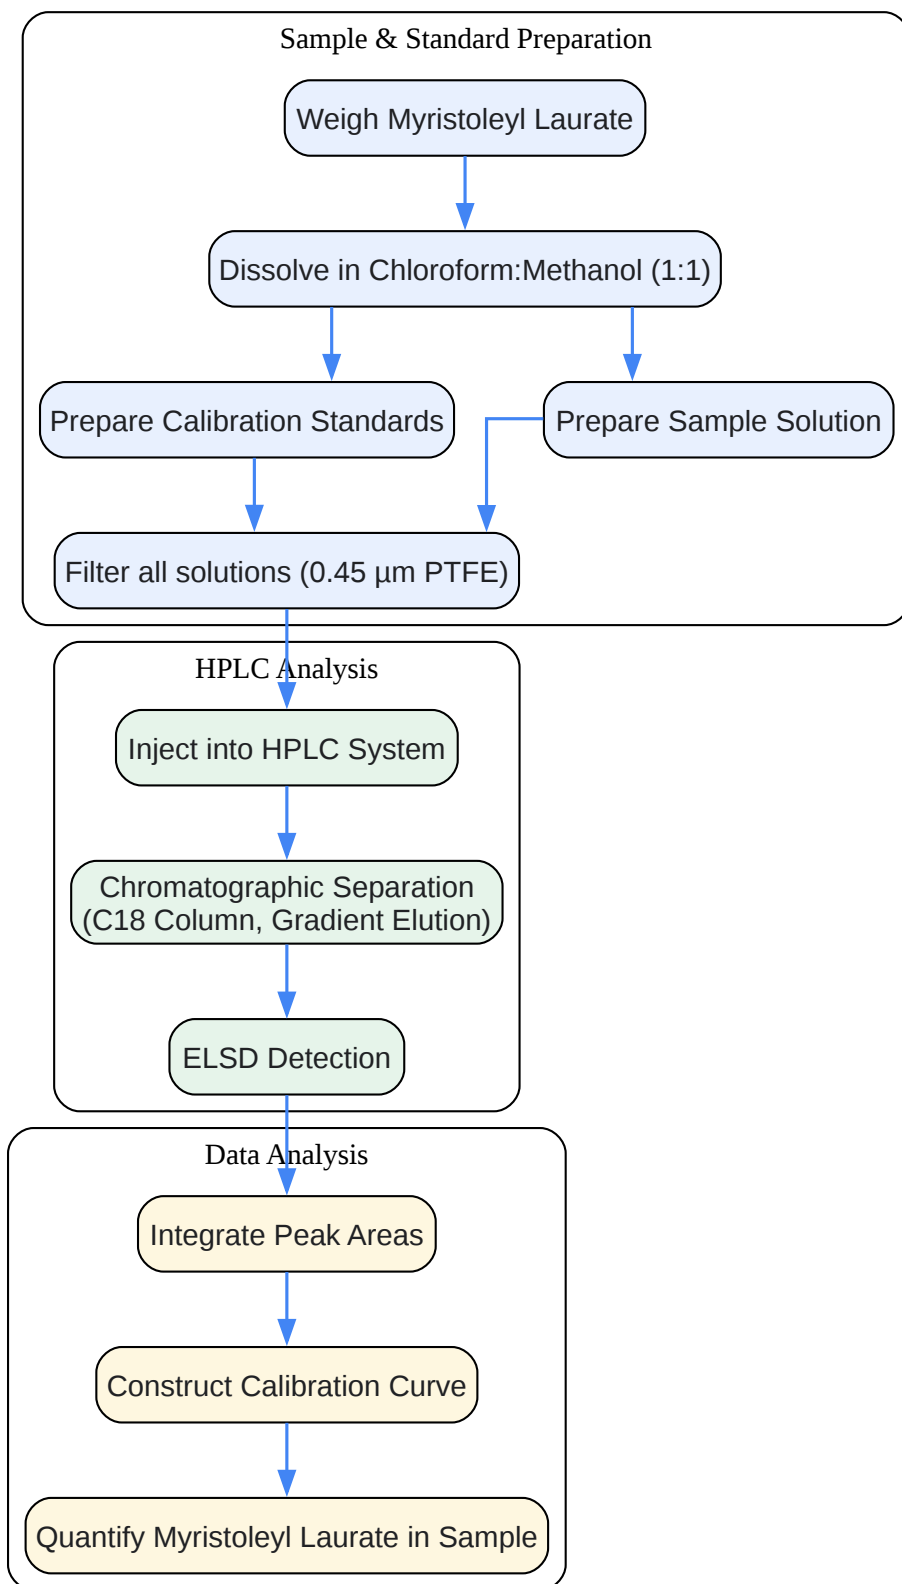 Sample & Standard Preparation
Weigh Myristoleyl Laurate
Dissolve in Chloroform:Methanol (1:1)
Prepare Calibration Standards
Prepare Sample Solution
Filter all solutions (0.45 µm PTFE)
HPLC Analysis
Inject into HPLC System
Chromatographic Separation
(C18 Column, Gradient Elution)
ELSD Detection
Data Analysis
Integrate Peak Areas
Construct Calibration Curve
Quantify Myristoleyl Laurate in Sample